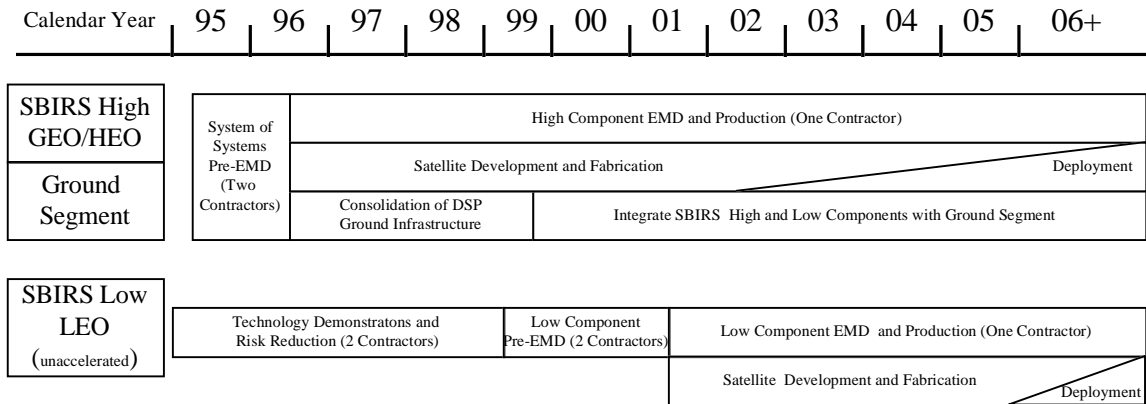 Calendar Year 95 96 97 98 99 00 01 02 03 04 05 06+
SBIRS High
GEO/HEO
Ground
Segment
System of
Systems
Pre-EMD
(Two
Contractors)
High Component EMD and Production (One Contractor)
Satellite Development and Fabrication
Deployment
Consolidation of DSP
Ground Infrastructure
Integrate SBIRS High and Low Components with Ground Segment
SBIRS Low
LEO
(unaccelerated)
Technology Demonstratons and
Risk Reduction (2 Contractors)
Low Component
Pre-EMD (2 Contractors)
Low Component EMD and Production (One Contractor)
Satellite Development and Fabrication
Deployment